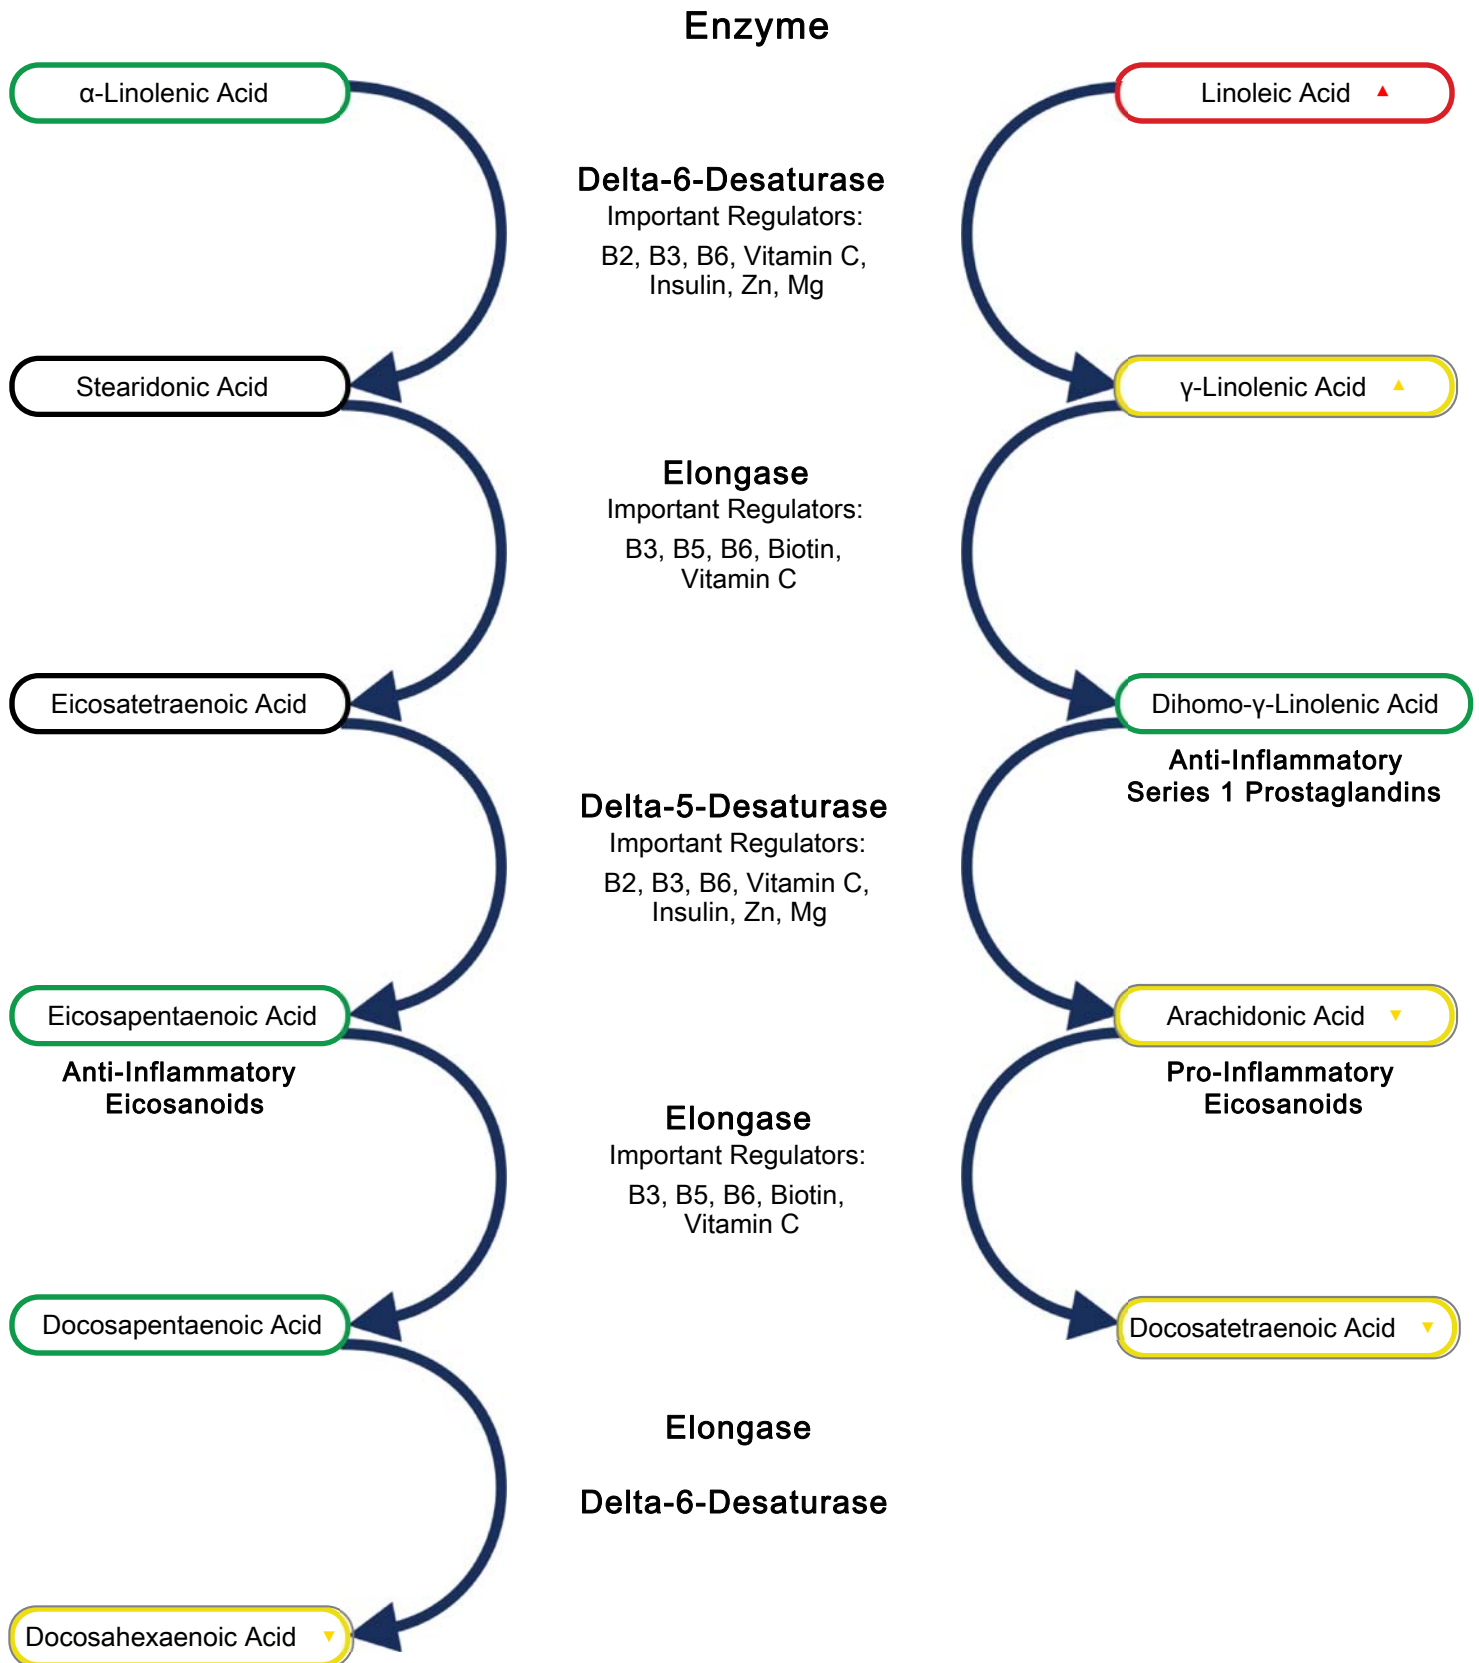 Enzyme
α-Linolenic Acid
Linoleic Acid ▲
Delta-6-Desaturase
Important Regulators:
B2, B3, B6, Vitamin C,
Insulin, Zn, Mg
Stearidonic Acid
γ-Linolenic Acid ▲
Elongase
Important Regulators:
B3, B5, B6, Biotin,
Vitamin C
Eicosatetraenoic Acid
Dihomo-γ-Linolenic Acid
Anti-Inflammatory
Series 1 Prostaglandins
Delta-5-Desaturase
Important Regulators:
B2, B3, B6, Vitamin C,
Insulin, Zn, Mg
Eicosapentaenoic Acid
Anti-Inflammatory
Eicosanoids
Arachidonic Acid ▼
Pro-Inflammatory
Eicosanoids
Elongase
Important Regulators:
B3, B5, B6, Biotin,
Vitamin C
Docosapentaenoic Acid
Docosatetraenoic Acid ▼
Elongase
Delta-6-Desaturase
Docosahexaenoic Acid ▼